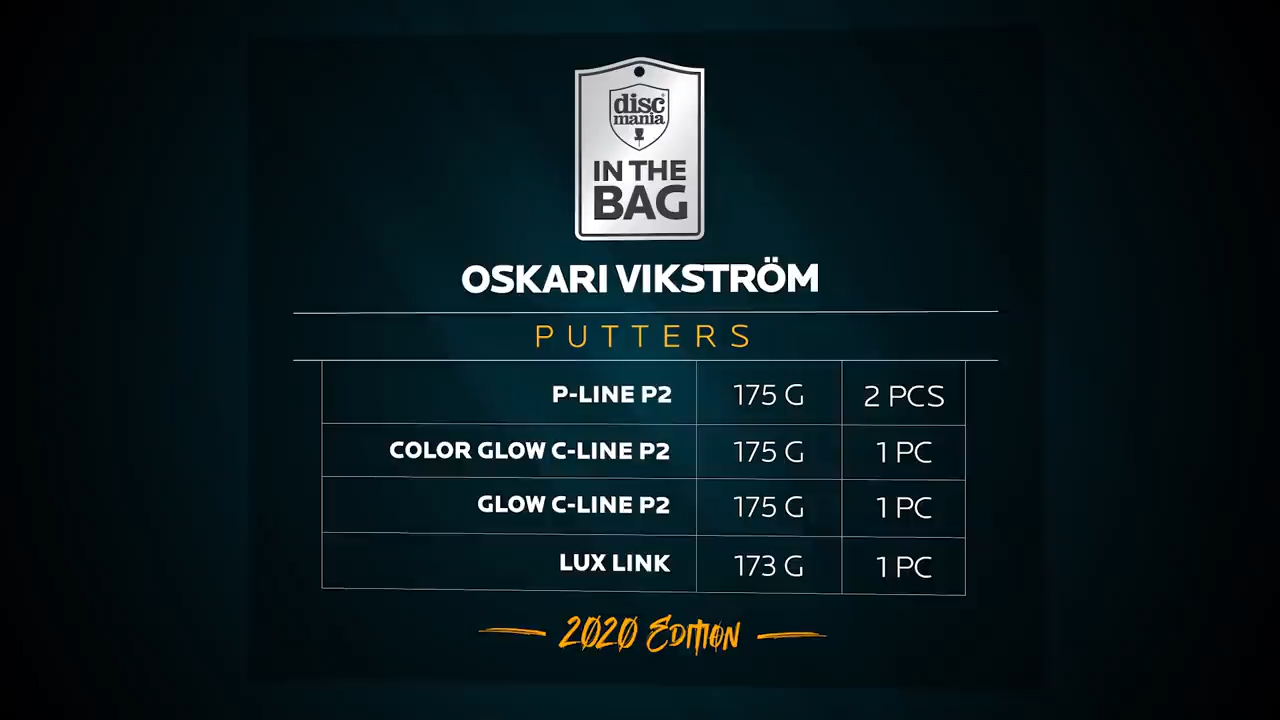 disc
mania
IN THE
BAG
OSKARI VIKSTRÖM
PUTTERS
P-LINE P2 175 G 2 PCS
COLOR GLOW C-LINE P2 175 G 1 PC
GLOW C-LINE P2 175 G 1 PC
LUX LINK 173 G 1 PC
2020 EDITION